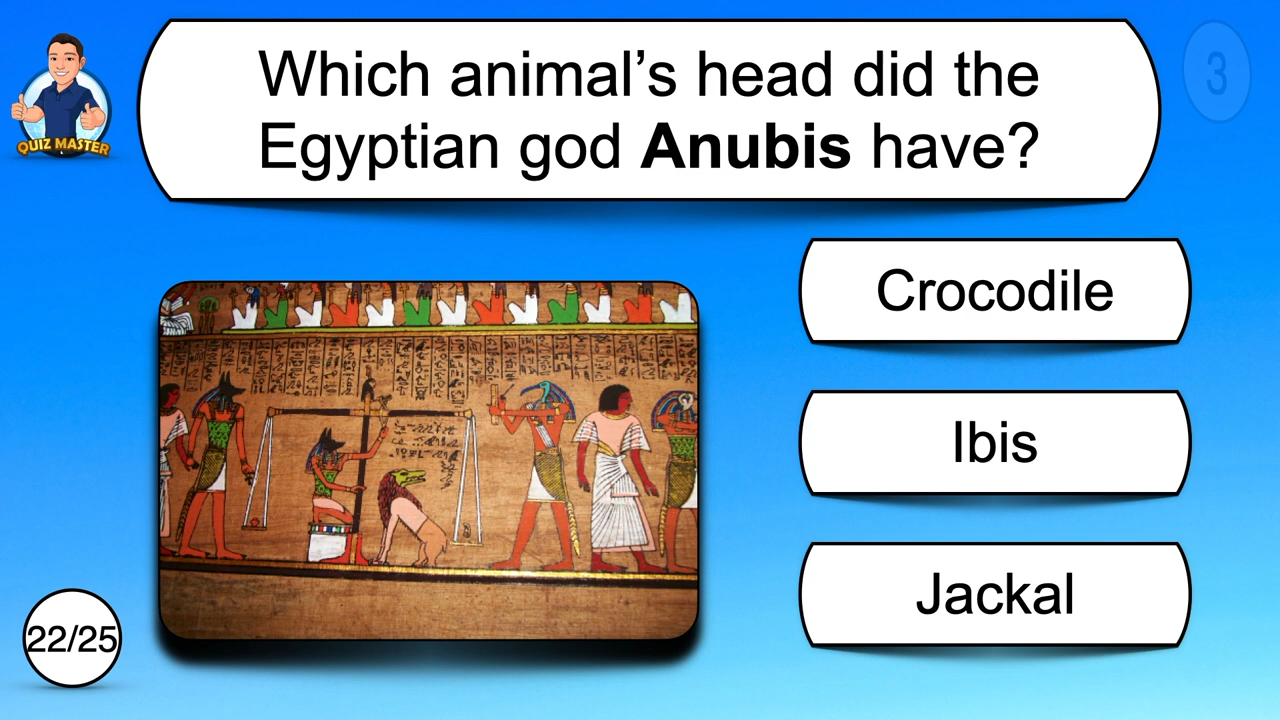 Which animal’s head did the
Egyptian god Anubis have?
3
QUIZ MASTER
Crocodile
Ibis
Jackal
22/25